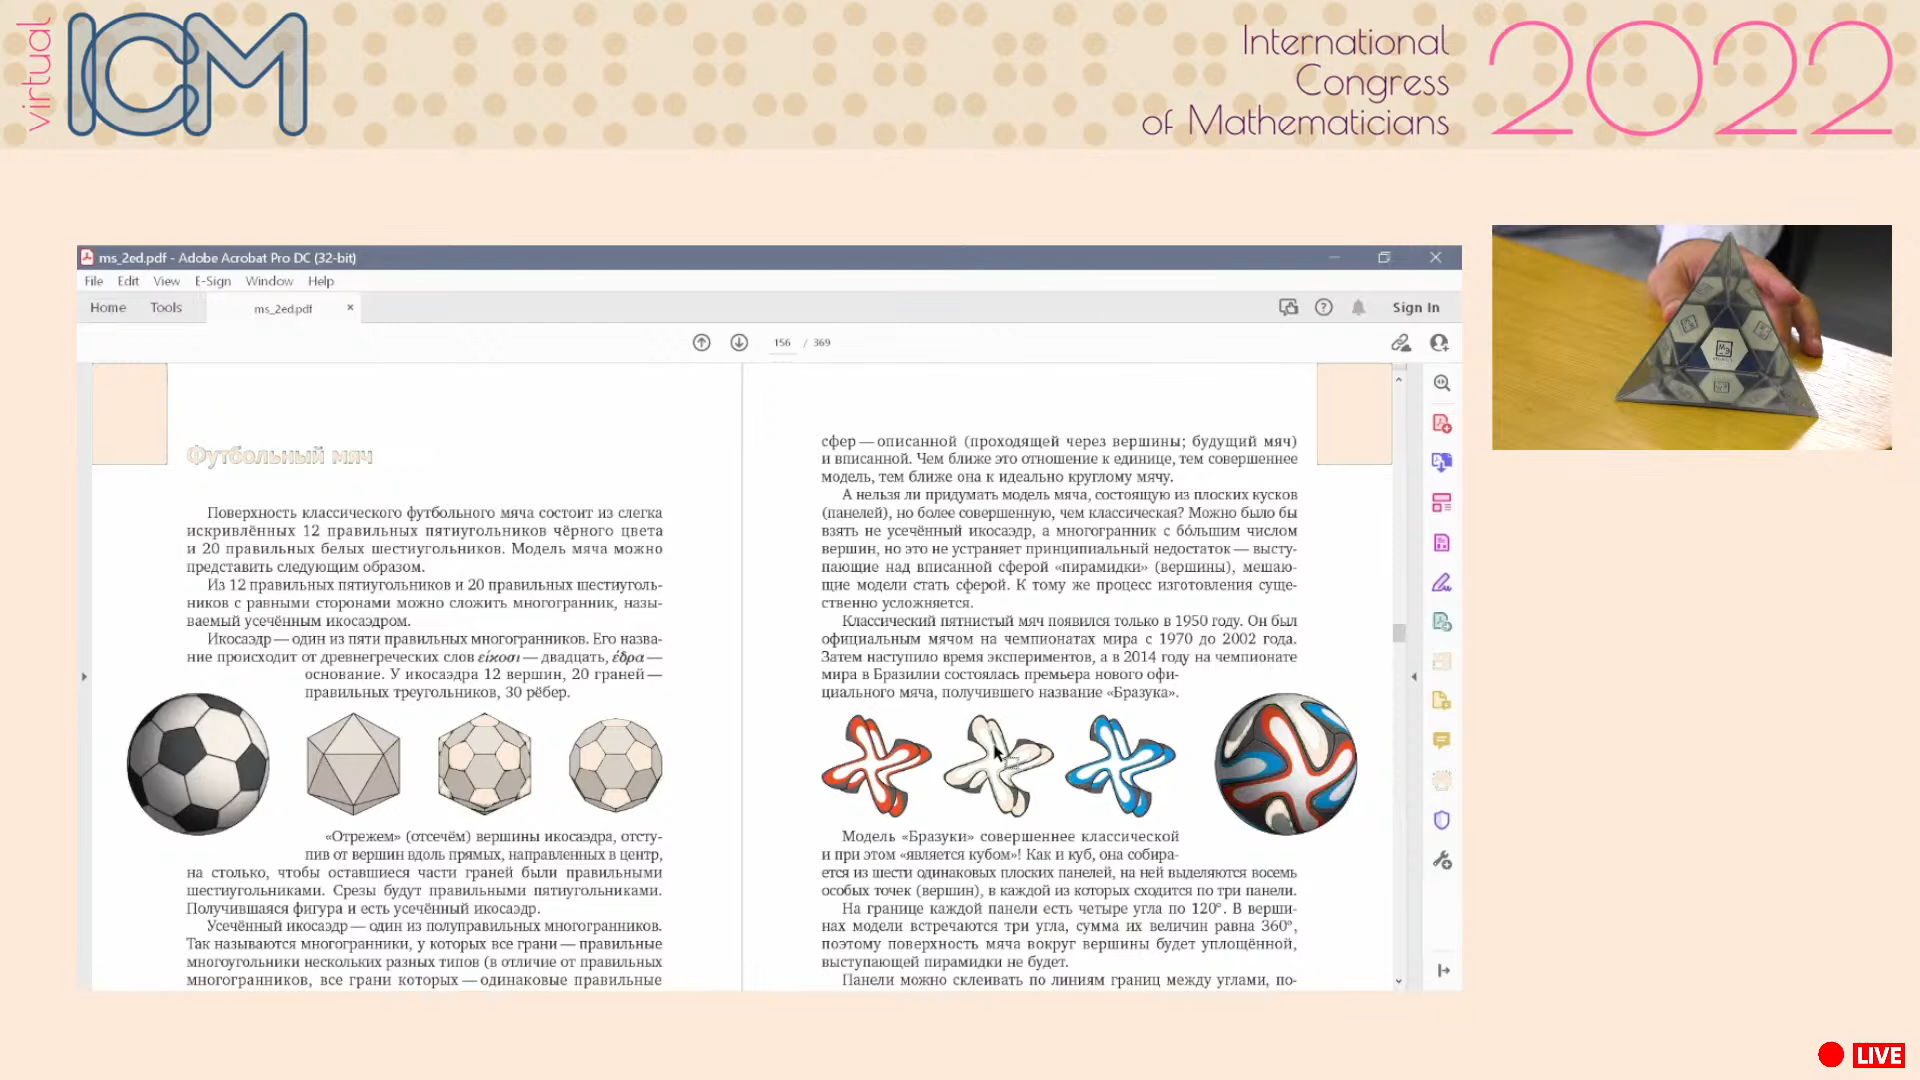 virtual
ICM
International
Congress
of Mathematicians
2022
ms_2ed.pdf - Adobe Acrobat Pro DC (32-bit)
File Edit View E-Sign Window Help
Home Tools ms_2ed.pdf × Sign In
156 / 369
Футбольный мяч
Поверхность классического футбольного мяча состоит из слегка
искривлённых 12 правильных пятиугольников чёрного цвета
и 20 правильных белых шестиугольников. Модель мяча можно
представить следующим образом.
Из 12 правильных пятиугольников и 20 правильных шестиуголь-
ников с равными сторонами можно сложить многогранник, назы-
ваемый усечённым икосаэдром.
Икосаэдр — один из пяти правильных многогранников. Его назва-
ние происходит от древнегреческих слов εἴκοσι — двадцать, ἕδρα —
основание. У икосаэдра 12 вершин, 20 граней —
правильных треугольников, 30 рёбер.
«Отрежем» (отсечём) вершины икосаэдра, отсту-
пив от вершин вдоль прямых, направленных в центр,
на столько, чтобы оставшиеся части граней были правильными
шестиугольниками. Срезы будут правильными пятиугольниками.
Получившаяся фигура и есть усечённый икосаэдр.
Усечённый икосаэдр — один из полуправильных многогранников.
Так называются многогранники, у которых все грани — правильные
многоугольники нескольких разных типов (в отличие от правильных
многогранников, все грани которых — одинаковые правильные
сфер — описанной (проходящей через вершины; будущий мяч)
и вписанной. Чем ближе это отношение к единице, тем совершеннее
модель, тем ближе она к идеально круглому мячу.
А нельзя ли придумать модель мяча, состоящую из плоских кусков
(панелей), но более совершенную, чем классическая? Можно было бы
взять не усечённый икосаэдр, а многогранник с бо́льшим числом
вершин, но это не устраняет принципиальный недостаток — высту-
пающие над вписанной сферой «пирамидки» (вершины), мешаю-
щие модели стать сферой. К тому же процесс изготовления суще-
ственно усложняется.
Классический пятнистый мяч появился только в 1950 году. Он был
официальным мячом на чемпионатах мира с 1970 до 2002 года.
Затем наступило время экспериментов, а в 2014 году на чемпионате
мира в Бразилии состоялась премьера нового офи-
циального мяча, получившего название «Бразука».
Модель «Бразуки» совершеннее классической
и при этом «является кубом»! Как и куб, она собира-
ется из шести одинаковых плоских панелей, на ней выделяются восемь
особых точек (вершин), в каждой из которых сходится по три панели.
На границе каждой панели есть четыре угла по 120°. В верши-
нах модели встречаются три угла, сумма их величин равна 360°,
поэтому поверхность мяча вокруг вершины будет уплощённой,
выступающей пирамидки не будет.
Панели можно склеивать по линиям границ между углами, по-
LIVE